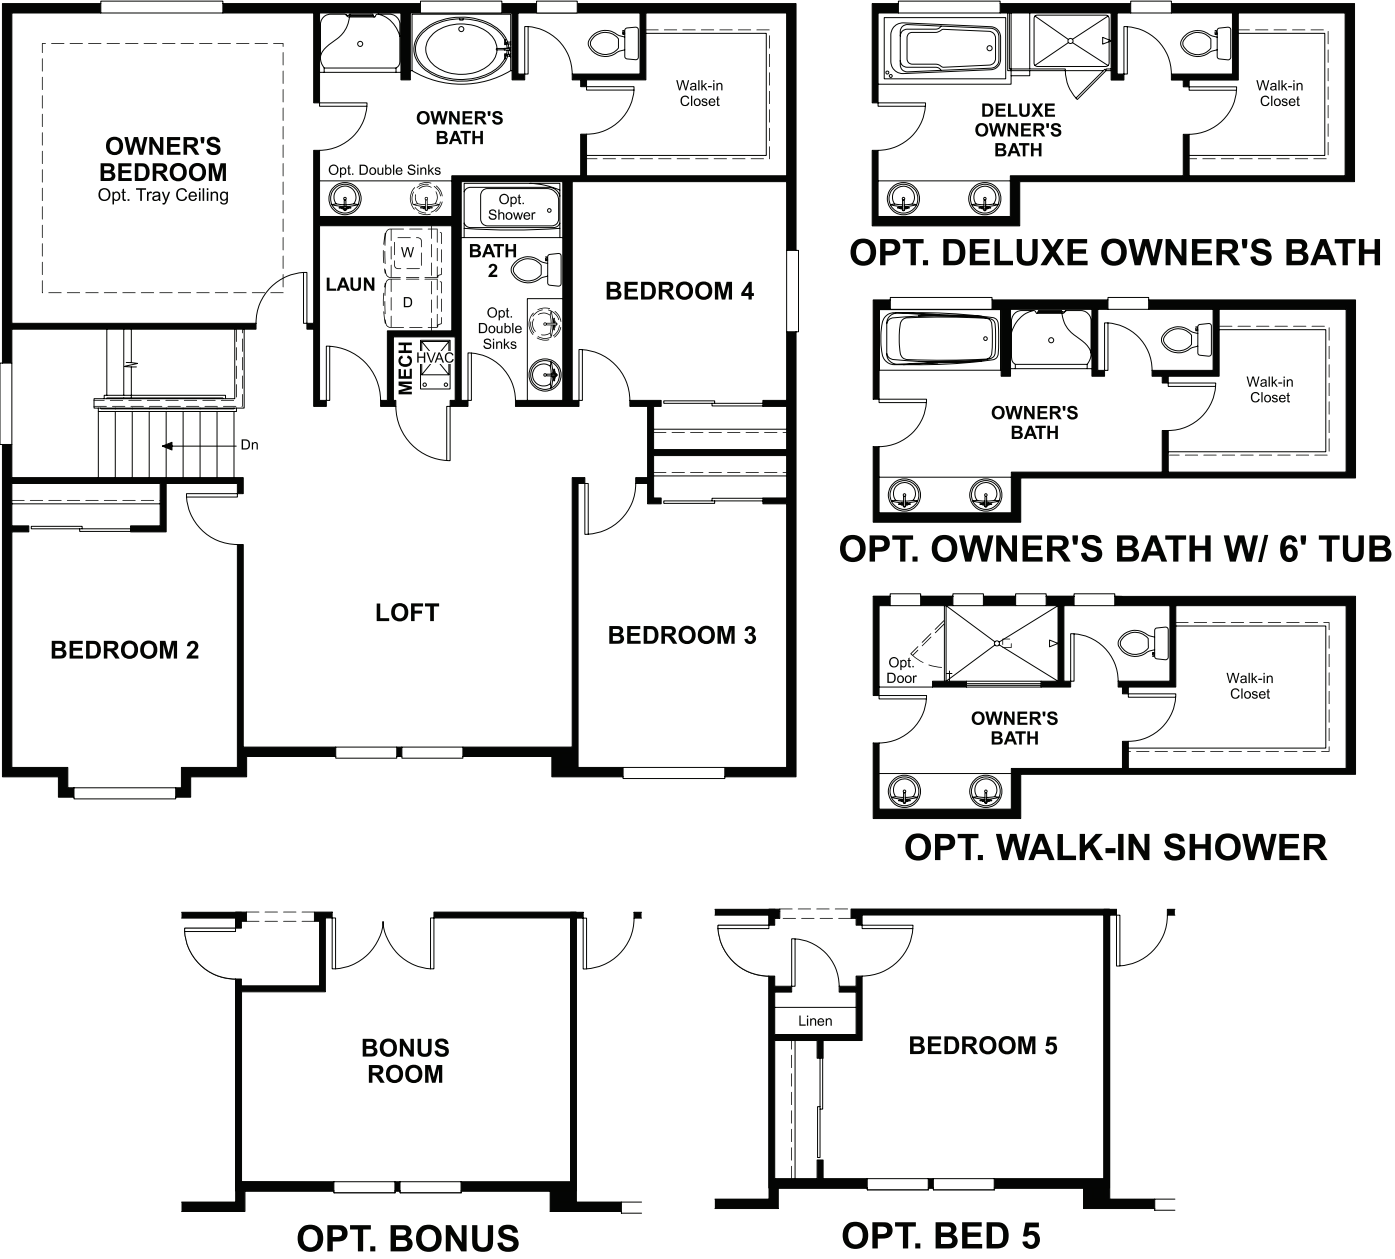 OWNER'S
BEDROOM
Opt. Tray Ceiling
OWNER'S
BATH
Opt. Double Sinks
Walk-in
Closet
Opt.
Shower
BATH
2
Opt.
Double
Sinks
LAUN
W
D
MECH
HVAC
BEDROOM 4
Dn
BEDROOM 2
LOFT
BEDROOM 3
DELUXE
OWNER'S
BATH
Walk-in
Closet
OPT. DELUXE OWNER'S BATH
OWNER'S
BATH
Walk-in
Closet
OPT. OWNER'S BATH W/ 6' TUB
Opt.
Door
OWNER'S
BATH
Walk-in
Closet
OPT. WALK-IN SHOWER
BONUS
ROOM
OPT. BONUS
Linen
BEDROOM 5
OPT. BED 5